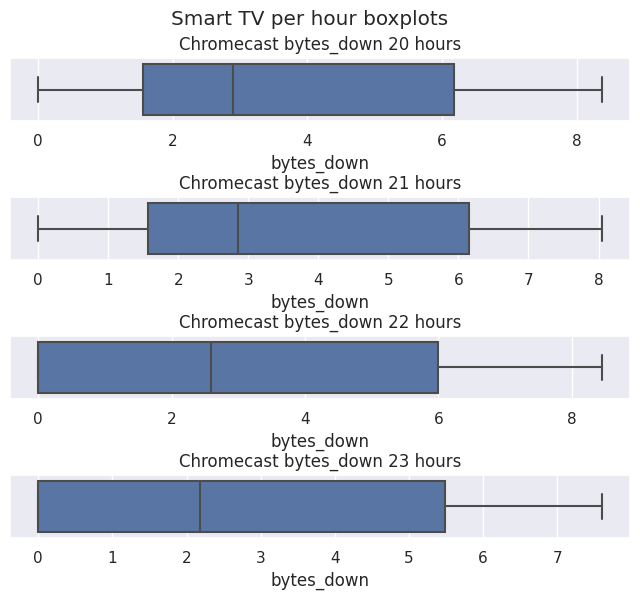 Smart TV per hour boxplots
Chromecast bytes_down 20 hours
0 2 4 6 8
bytes_down
Chromecast bytes_down 21 hours
0 1 2 3 4 5 6 7 8
bytes_down
Chromecast bytes_down 22 hours
0 2 4 6 8
bytes_down
Chromecast bytes_down 23 hours
0 1 2 3 4 5 6 7
bytes_down